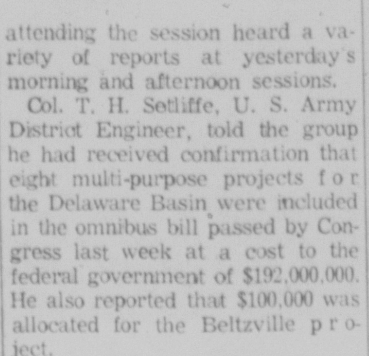 attending the session heard a va-
riety of reports at yesterday's
morning and afternoon sessions.
Col. T. H. Setliffe, U. S. Army
District Engineer, told the group
he had received confirmation that
eight multi-purpose projects for
the Delaware Basin were included
in the omnibus bill passed by Con-
gress last week at a cost to the
federal government of $192,000,000.
He also reported that $100,000 was
allocated for the Beltzville pro-
ject.